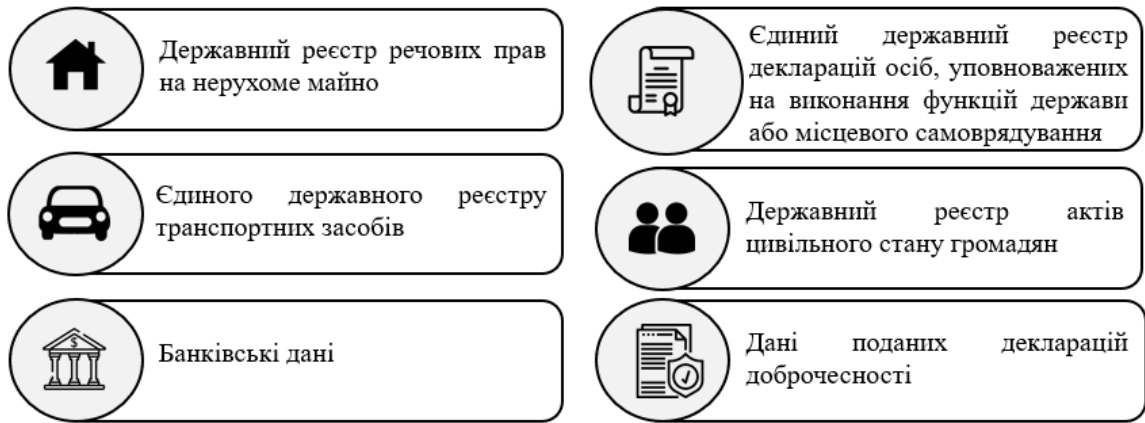 Державний реєстр речових прав
на нерухоме майно
Єдиного державного реєстру
транспортних засобів
Банківські дані
Єдиний державний реєстр
декларацій осіб, уповноважених
на виконання функцій держави
або місцевого самоврядування
Державний реєстр актів
цивільного стану громадян
Дані поданих декларацій
доброчесності